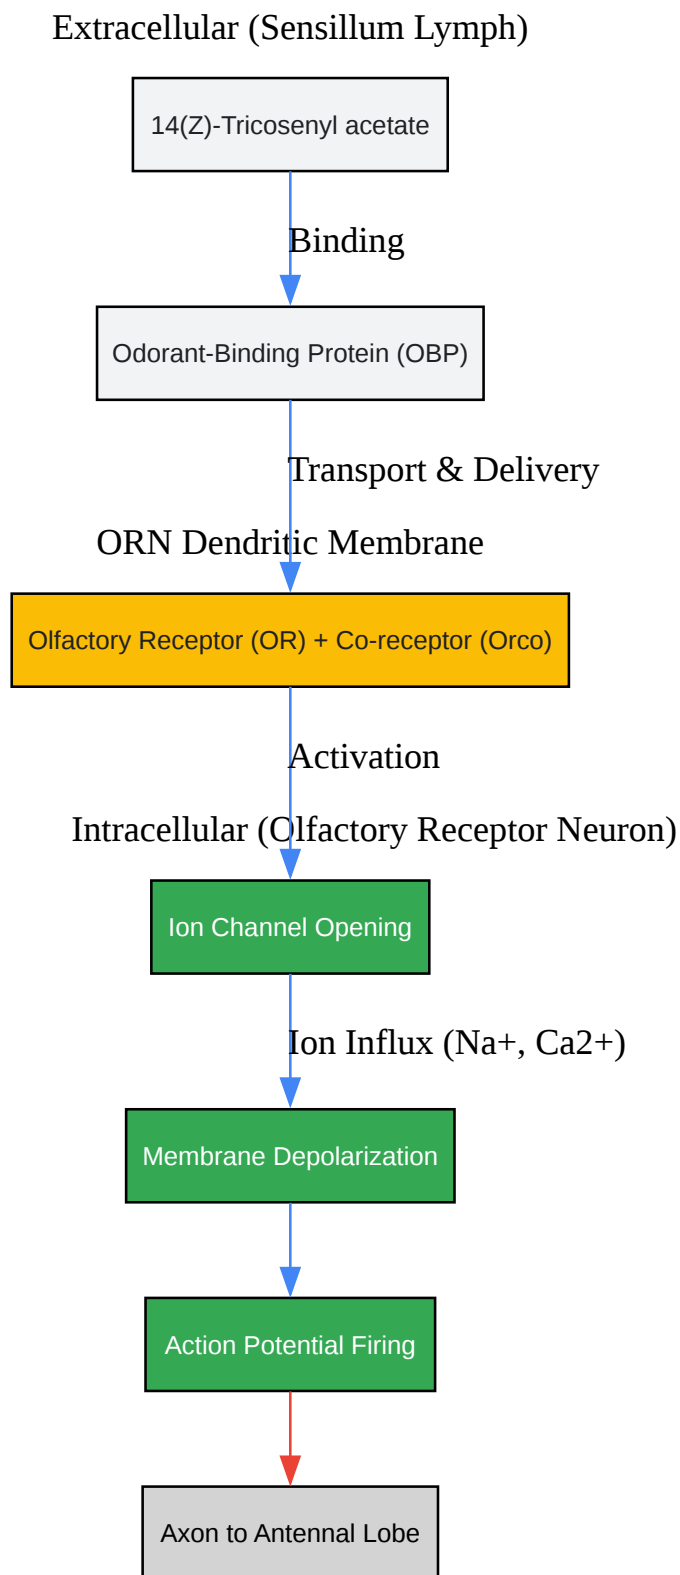 Extracellular (Sensillum Lymph)
14(Z)-Tricosenyl acetate
Binding
Odorant-Binding Protein (OBP)
Transport & Delivery
ORN Dendritic Membrane
Olfactory Receptor (OR) + Co-receptor (Orco)
Activation
Intracellular (Olfactory Receptor Neuron)
Ion Channel Opening
Ion Influx (Na+, Ca2+)
Membrane Depolarization
Action Potential Firing
Axon to Antennal Lobe